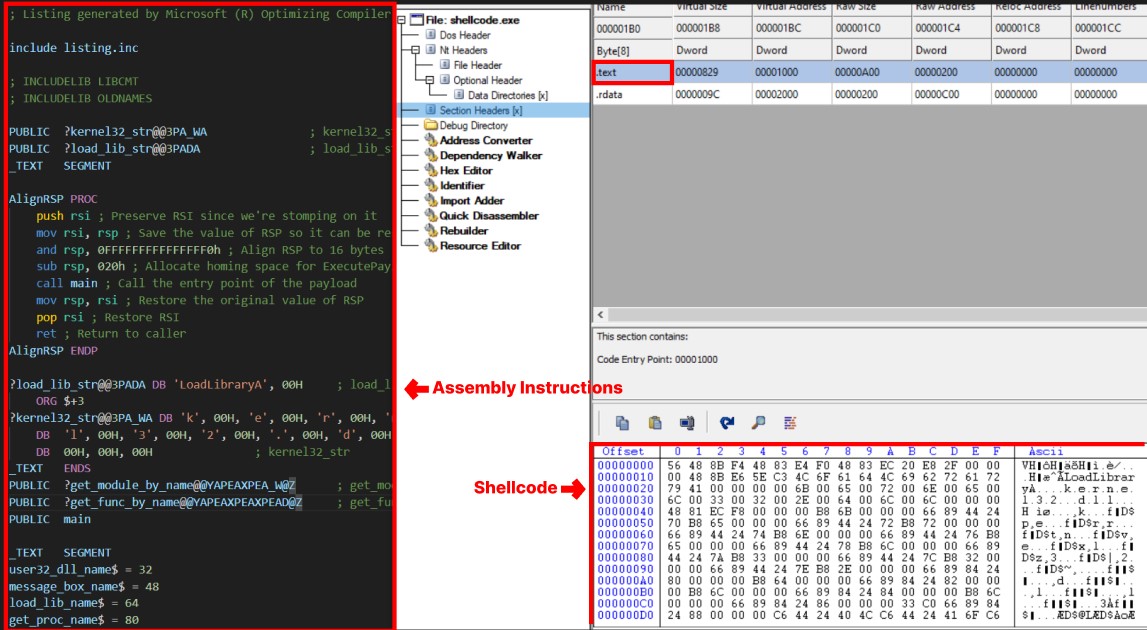 ; Listing generated by Microsoft (R) Optimizing Compiler
include listing.inc
; INCLUDELIB LIBCMT
; INCLUDELIB OLDNAMES
PUBLIC ?kernel32_str@@3PA_WA ; kernel32_s
PUBLIC ?load_lib_str@@3PADA ; load_lib_s
_TEXT SEGMENT
AlignRSP PROC
push rsi ; Preserve RSI since we're stomping on it
mov rsi, rsp ; Save the value of RSP so it can be re
and rsp, 0FFFFFFFFFFFFFFF0h ; Align RSP to 16 bytes
sub rsp, 020h ; Allocate homing space for ExecutePay
call main ; Call the entry point of the payload
mov rsp, rsi ; Restore the original value of RSP
pop rsi ; Restore RSI
ret ; Return to caller
AlignRSP ENDP
?load_lib_str@@3PADA DB 'LoadLibraryA', 00H ; load_l
ORG $+3
?kernel32_str@@3PA_WA DB 'k', 00H, 'e', 00H, 'r', 00H, '
DB 'l', 00H, '3', 00H, '2', 00H, '.', 00H, 'd', 00H
DB 00H, 00H, 00H ; kernel32_str
_TEXT ENDS
PUBLIC ?get_module_by_name@@YAPEAXPEA_W@Z ; get_mo
PUBLIC ?get_func_by_name@@YAPEAXPEAXPEAD@Z ; get_fu
PUBLIC main
_TEXT SEGMENT
user32_dll_name$ = 32
message_box_name$ = 48
load_lib_name$ = 64
get_proc_name$ = 80
File: shellcode.exe
Dos Header
Nt Headers
File Header
Optional Header
Data Directories [x]
Section Headers [x]
Debug Directory
Address Converter
Dependency Walker
Hex Editor
Identifier
Import Adder
Quick Disassembler
Rebuilder
Resource Editor
Assembly Instructions
Shellcode
Name Virtual Size Virtual Address Raw Size Raw Address Reloc Address Linenumbers
000001B0 000001B8 000001BC 000001C0 000001C4 000001C8 000001CC
Byte[8] Dword Dword Dword Dword Dword Dword
.text 00000829 00001000 00000A00 00000200 00000000 00000000
.rdata 0000009C 00002000 00000200 00000C00 00000000 00000000
This section contains:
Code Entry Point: 00001000
Offset 0 1 2 3 4 5 6 7 8 9 A B C D E F Ascii
00000000 56 48 8B F4 48 83 E4 F0 48 83 EC 20 E8 2F 00 00
00000010 00 48 8B E6 5E C3 4C 6F 61 64 4C 69 62 72 61 72
00000020 79 41 00 00 00 00 6B 00 65 00 72 00 6E 00 65 00
00000030 6C 00 33 00 32 00 2E 00 64 00 6C 00 6C 00 00 00
00000040 48 81 EC F8 00 00 00 B8 6B 00 00 00 66 89 44 24
00000050 70 B8 65 00 00 00 66 89 44 24 72 B8 72 00 00 00
00000060 66 89 44 24 74 B8 6E 00 00 00 66 89 44 24 76 B8
00000070 65 00 00 00 66 89 44 24 78 B8 6C 00 00 00 66 89
00000080 44 24 7A B8 33 00 00 00 66 89 44 24 7C B8 32 00
00000090 00 00 66 89 44 24 7E B8 2E 00 00 00 66 89 84 24
000000A0 80 00 00 00 B8 64 00 00 00 66 89 84 24 82 00 00
000000B0 00 B8 6C 00 00 00 66 89 84 24 84 00 00 00 B8 6C
000000C0 00 00 00 66 89 84 24 86 00 00 00 33 C0 66 89 84
000000D0 24 88 00 00 00 C6 44 24 40 4C C6 44 24 41 6F C6